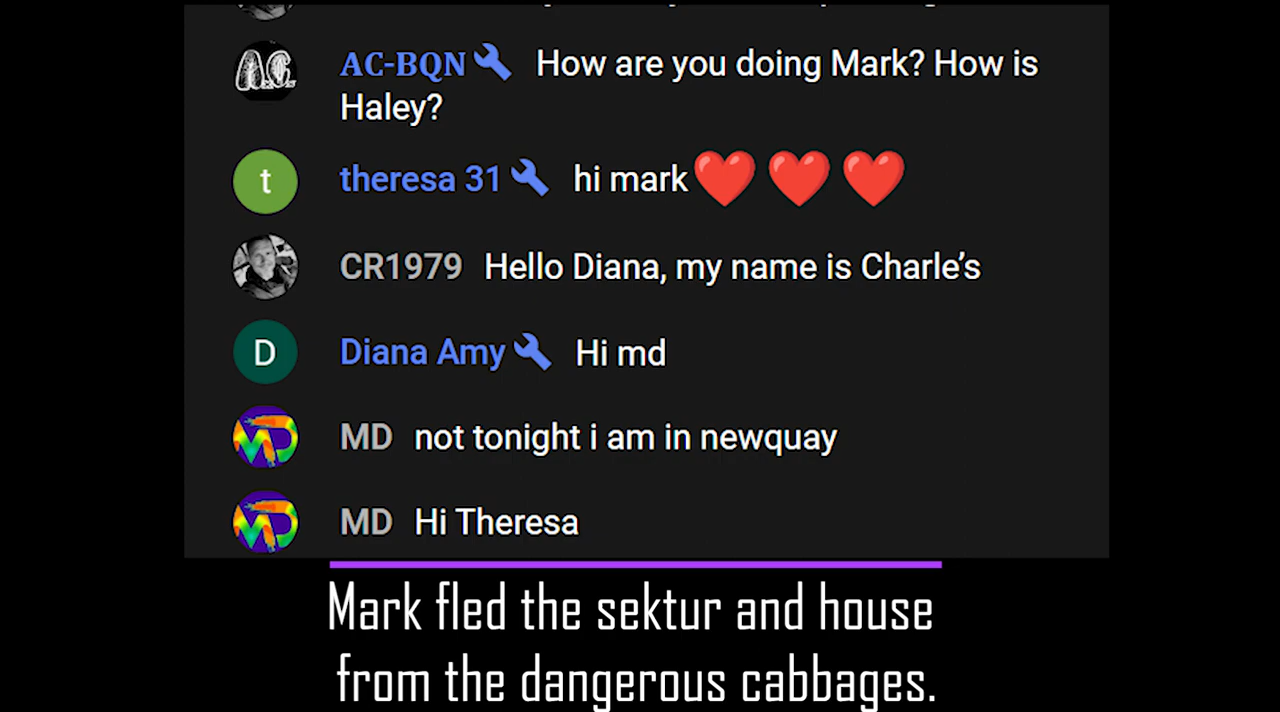 AC-BQN How are you doing Mark? How is
Haley?
t theresa 31 hi mark❤️ ❤️ ❤️
CR1979 Hello Diana, my name is Charle’s
D Diana Amy Hi md
MD MD not tonight i am in newquay
MD MD Hi Theresa
Mark fled the sektur and house
from the dangerous cabbages.